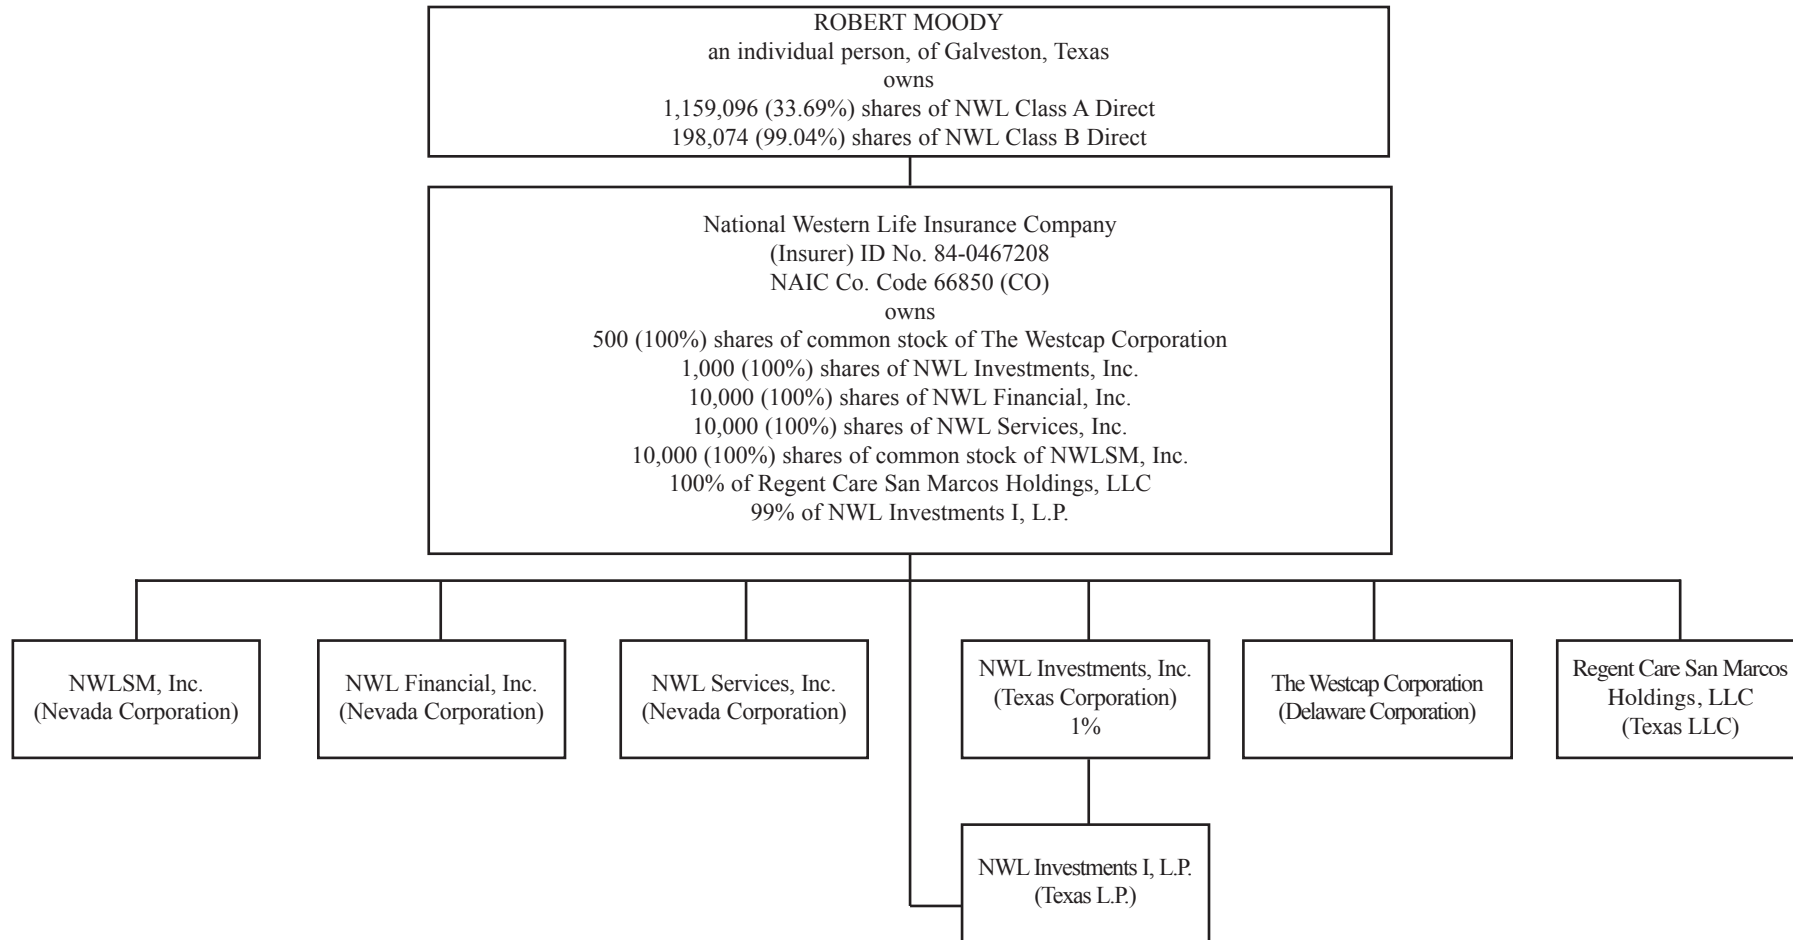 ROBERT MOODY
an individual person, of Galveston, Texas
owns
1,159,096 (33.69%) shares of NWL Class A Direct
198,074 (99.04%) shares of NWL Class B Direct
National Western Life Insurance Company
(Insurer) ID No. 84-0467208
NAIC Co. Code 66850 (CO)
owns
500 (100%) shares of common stock of The Westcap Corporation
1,000 (100%) shares of NWL Investments, Inc.
10,000 (100%) shares of NWL Financial, Inc.
10,000 (100%) shares of NWL Services, Inc.
10,000 (100%) shares of common stock of NWLSM, Inc.
100% of Regent Care San Marcos Holdings, LLC
99% of NWL Investments I, L.P.
NWLSM, Inc.
(Nevada Corporation)
NWL Financial, Inc.
(Nevada Corporation)
NWL Services, Inc.
(Nevada Corporation)
NWL Investments, Inc.
(Texas Corporation)
1%
The Westcap Corporation
(Delaware Corporation)
Regent Care San Marcos
Holdings, LLC
(Texas LLC)
NWL Investments I, L.P.
(Texas L.P.)